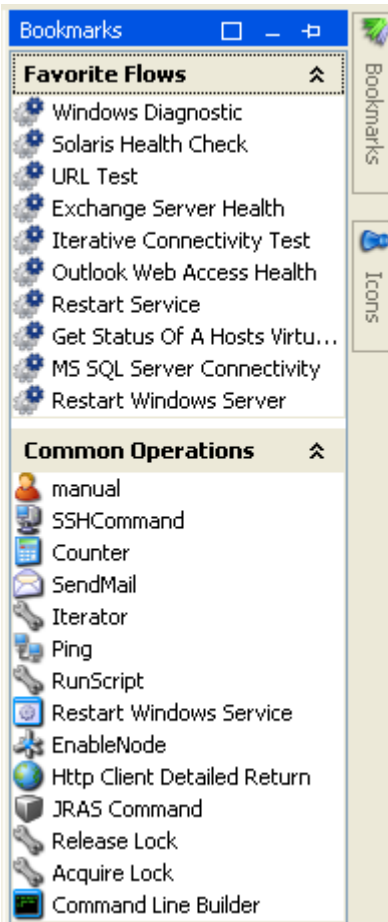 Bookmarks
Favorite Flows
Windows Diagnostic
Solaris Health Check
URL Test
Exchange Server Health
Iterative Connectivity Test
Outlook Web Access Health
Restart Service
Get Status Of A Hosts Virtu...
MS SQL Server Connectivity
Restart Windows Server
Common Operations
manual
SSHCommand
Counter
SendMail
Iterator
Ping
RunScript
Restart Windows Service
EnableNode
Http Client Detailed Return
JRAS Command
Release Lock
Acquire Lock
Command Line Builder
Bookmarks
Icons